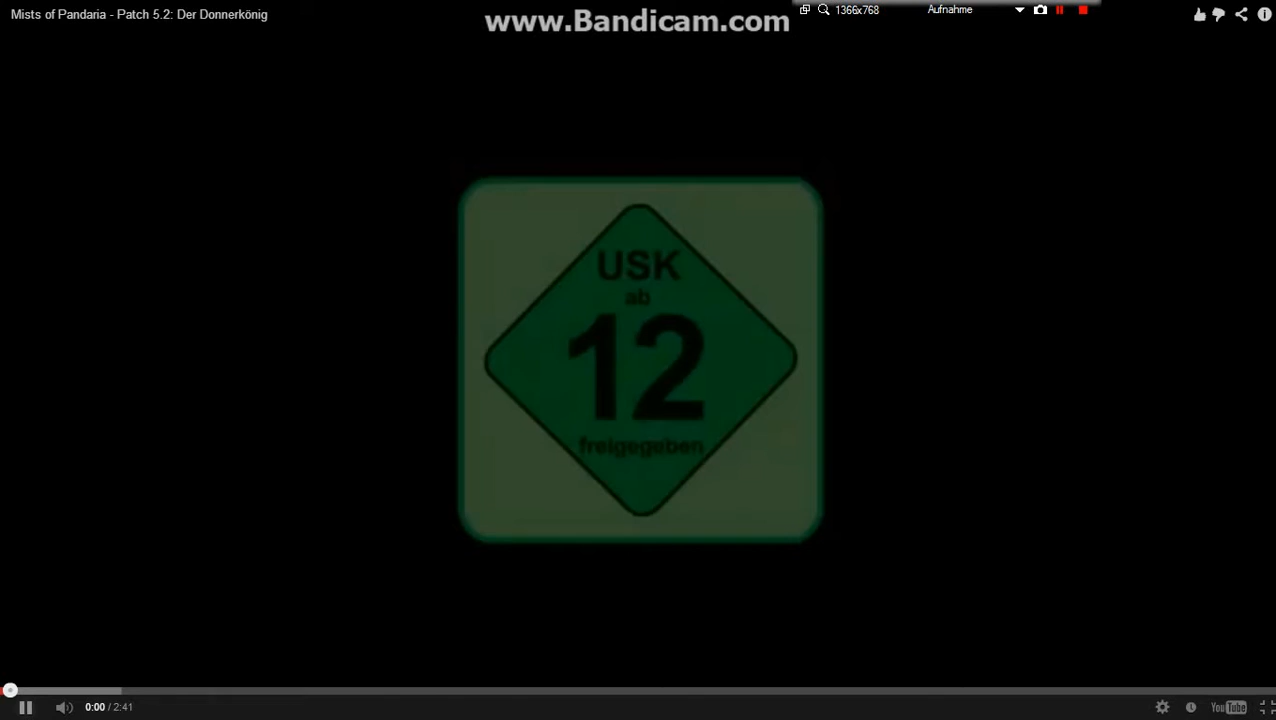 Mists of Pandaria - Patch 5.2: Der Donnerkönig
www.Bandicam.com
1366x768
Aufnahme
USK
ab
12
freigegeben
0:00 / 2:41
YouTube